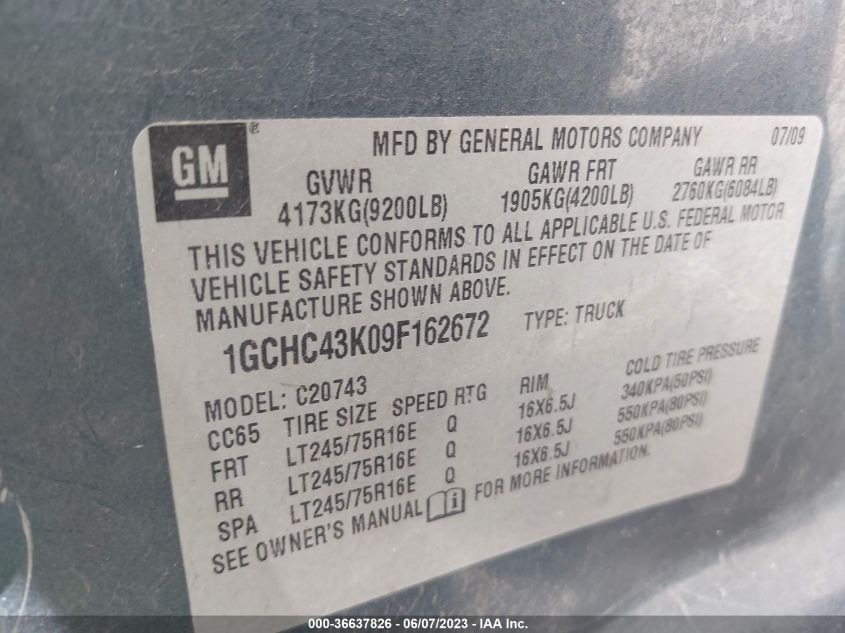 GM ®
MFD BY GENERAL MOTORS COMPANY 07/09
GVWR GAWR FRT GAWR RR
4173KG(9200LB) 1905KG(4200LB) 2760KG(6084LB)
THIS VEHICLE CONFORMS TO ALL APPLICABLE U.S. FEDERAL MOTOR
VEHICLE SAFETY STANDARDS IN EFFECT ON THE DATE OF
MANUFACTURE SHOWN ABOVE.
1GCHC43K09F162672 TYPE: TRUCK
MODEL: C20743
CC65 TIRE SIZE SPEED RTG RIM COLD TIRE PRESSURE
FRT LT245/75R16E Q 16X6.5J 340KPA(50PSI)
RR LT245/75R16E Q 16X6.5J 550KPA(80PSI)
SPA LT245/75R16E Q 16X6.5J 550KPA(80PSI)
SEE OWNER'S MANUAL i FOR MORE INFORMATION.
000-36637826 - 06/07/2023 - IAA Inc.